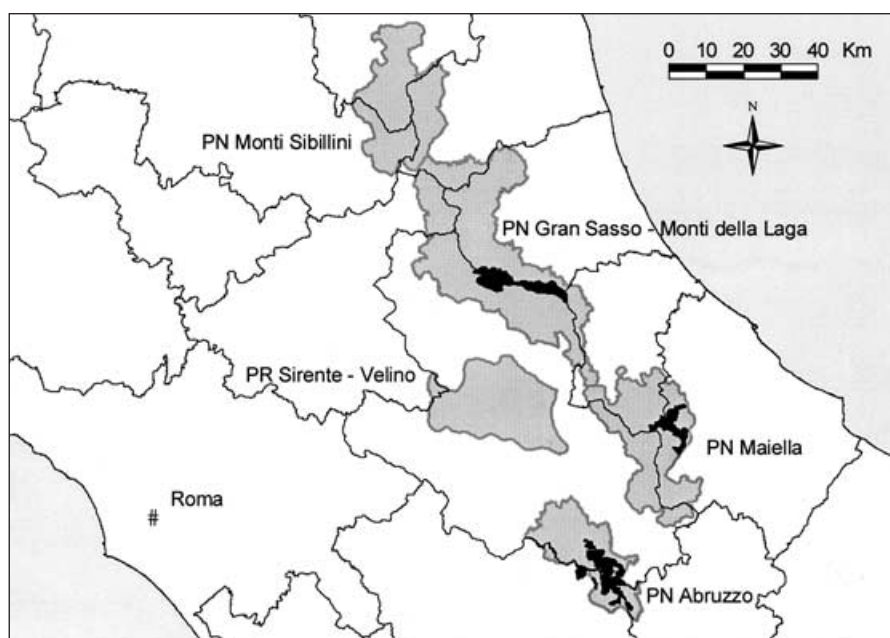 0 10 20 30 40 Km
N
PN Monti Sibillini
PN Gran Sasso - Monti della Laga
PR Sirente - Velino
PN Maiella
Roma
#
PN Abruzzo